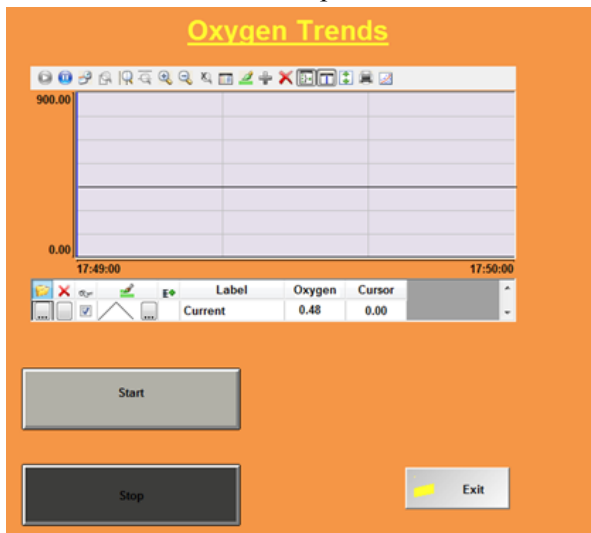 Oxygen Trends
900.00
0.00
17:49:00 17:50:00
Label Oxygen Cursor
Current 0.48 0.00
Start
Stop
Exit